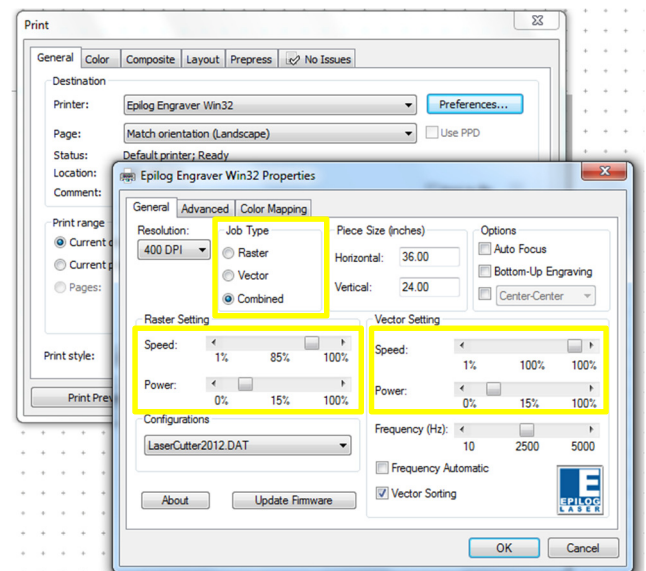 Print
General Color Composite Layout Prepress No Issues
Destination
Printer: Epilog Engraver Win32 Preferences...
Page: Match orientation (Landscape) Use PPD
Status: Default printer; Ready
Location:
Comment:
Print range
Current
Current
Pages:
Print style:
Print
Epilog Engraver Win32 Properties
General Advanced Color Mapping
Resolution: Job Type Piece Size (inches) Options
400 DPI Raster Horizontal: 36.00 Auto Focus
Vector Vertical: 24.00 Bottom-Up Engraving
Combined Center-Center
Raster Setting Vector Setting
Speed: 1% 85% 100% Speed: 1% 100% 100%
Power: 0% 15% 100% Power: 0% 15% 100%
Configurations Frequency (Hz): 10 2500 5000
LaserCutter2012.DAT Frequency Automatic
About Update Firmware Vector Sorting
EPILOG
LASER
OK Cancel